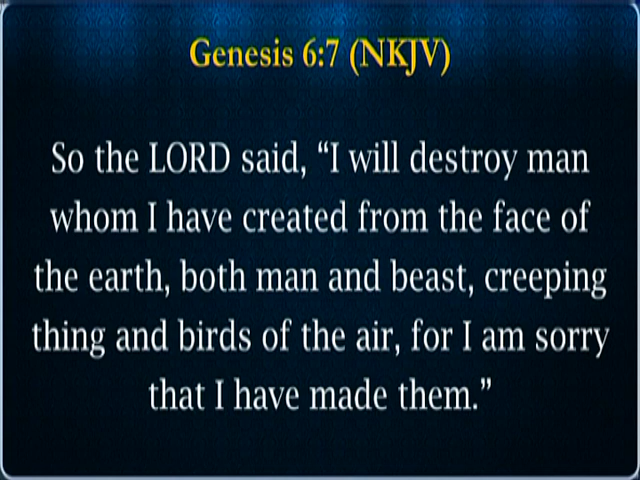 Genesis 6:7 (NKJV)
So the LORD said, “I will destroy man
whom I have created from the face of
the earth, both man and beast, creeping
thing and birds of the air, for I am sorry
that I have made them.”